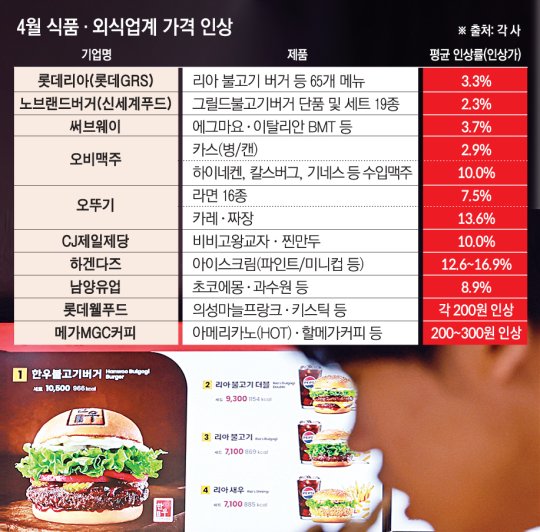 4월 식품·외식업계 가격 인상
※ 출처: 각 사
기업명 제품 평균 인상률(인상가)
롯데리아(롯데GRS) 리아 불고기 버거 등 65개 메뉴 3.3%
노브랜드버거(신세계푸드) 그릴드불고기버거 단품 및 세트 19종 2.3%
써브웨이 에그마요·이탈리안 BMT 등 3.7%
오비맥주 카스(병/캔) 2.9%
하이네켄, 칼스버그, 기네스 등 수입맥주 10.0%
오뚜기 라면 16종 7.5%
카레·짜장 13.6%
CJ제일제당 비비고왕교자·찐만두 10.0%
하겐다즈 아이스크림(파인트/미니컵 등) 12.6~16.9%
남양유업 초코에몽·과수원 등 8.9%
롯데웰푸드 의성마늘프랑크·키스틱 등 각 200원 인상
메가MGC커피 아메리카노(HOT)·할메가커피 등 200~300원 인상
1 한우불고기버거 Hanwoo Bulgogi
Burger
세트 10,500 966 kcal
한우
2 리아 불고기 더블
세트 9,300 1154 kcal
3 리아 불고기 Ria's Bulgogi
세트 7,100 869 kcal
4 리아 새우 Ria's Shrimp
세트 7,100 885 kcal